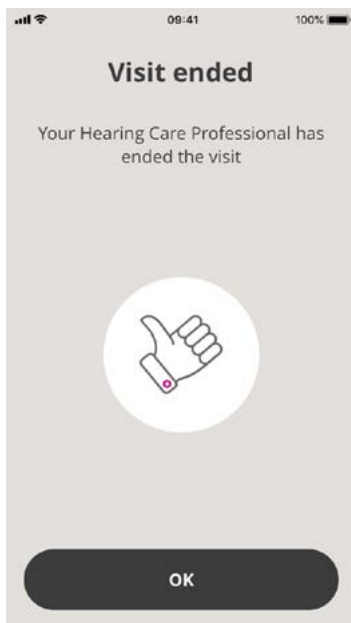 09:41
100%
Visit ended
Your Hearing Care Professional has
ended the visit
OK